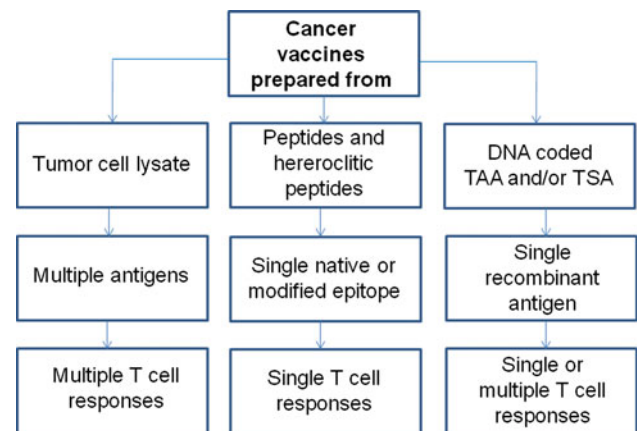 Cancer
vaccines
prepared from
Tumor cell lysate
Peptides and
hereroclitic
peptides
DNA coded
TAA and/or TSA
Multiple antigens
Single native or
modified epitope
Single
recombinant
antigen
Multiple T cell
responses
Single T cell
responses
Single or
multiple T cell
responses